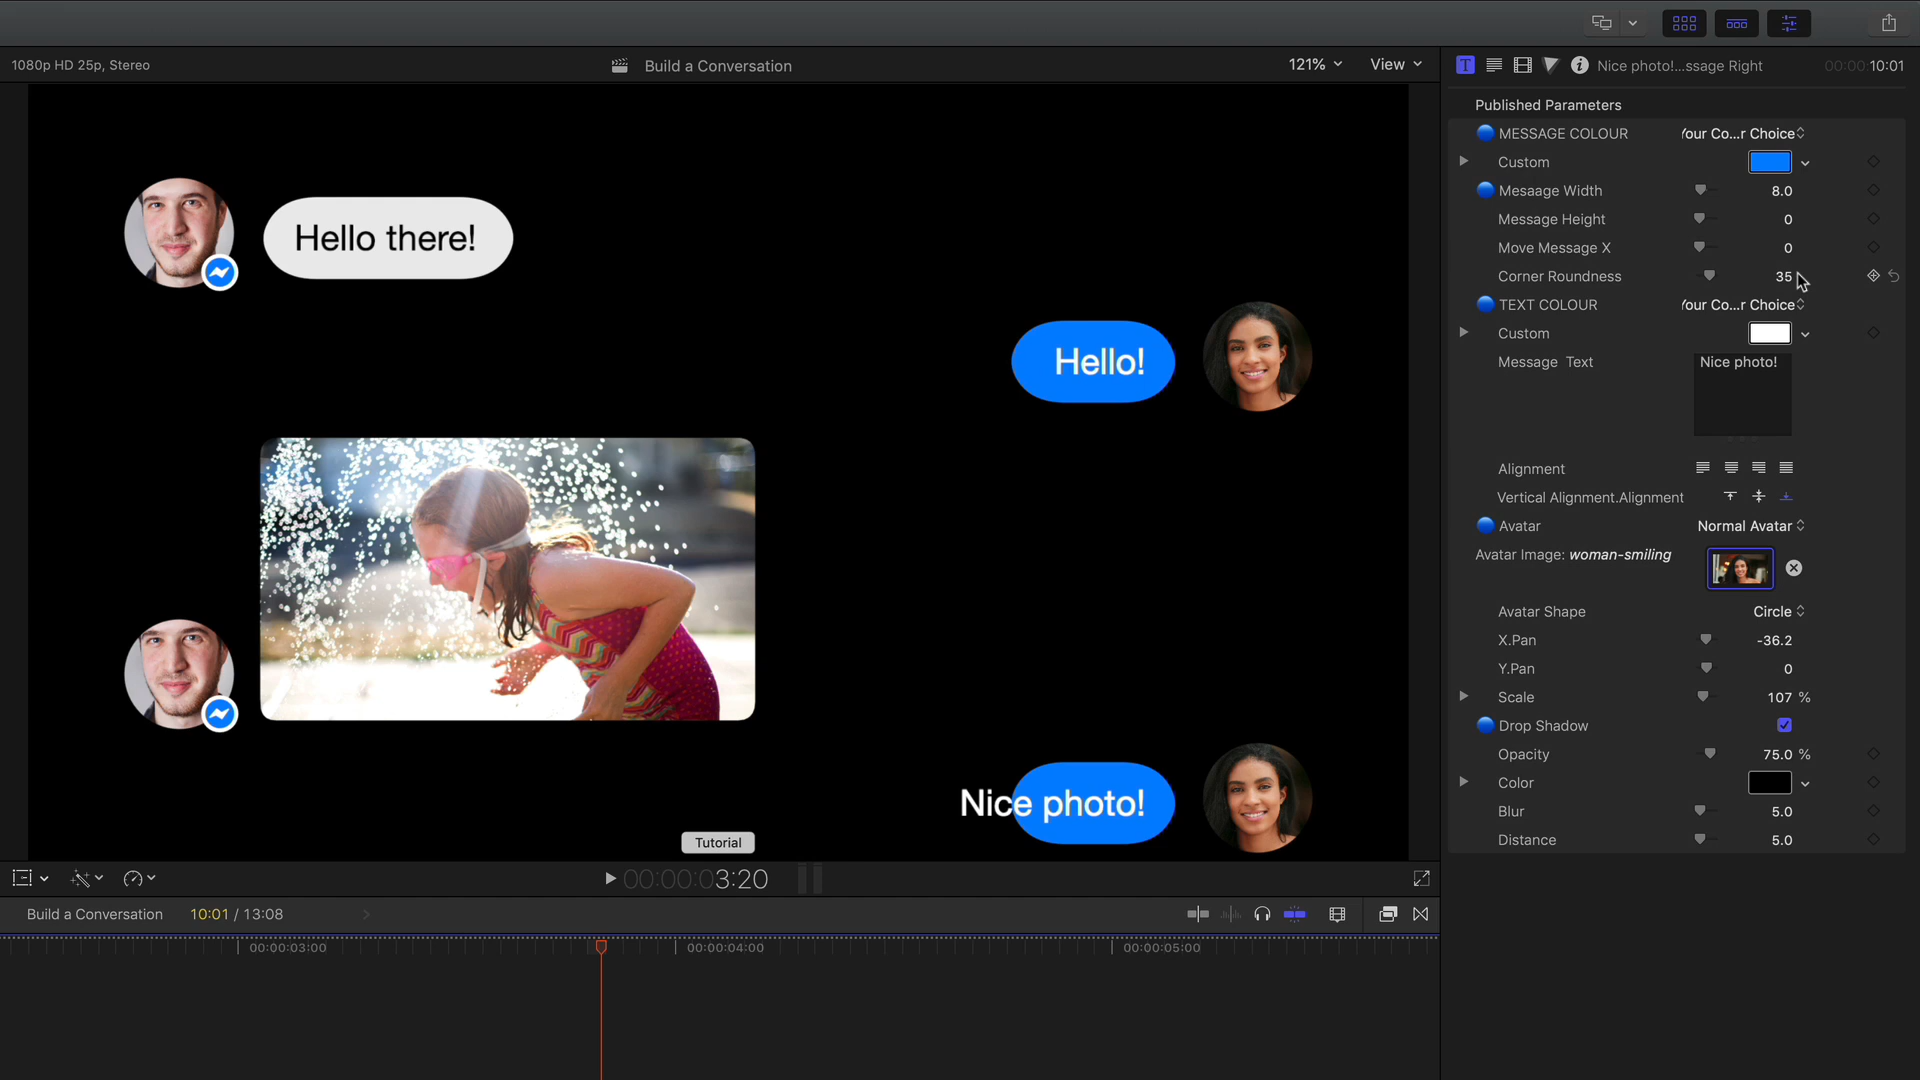 1080p HD 25p, Stereo
Build a Conversation
121%
View
Nice photo!...ssage Right
00:00:10:01
Published Parameters
MESSAGE COLOUR
Your Co...r Choice
Custom
Mesaage Width
8.0
Message Height
0
Move Message X
0
Corner Roundness
35
TEXT COLOUR
Your Co...r Choice
Custom
Message Text
Nice photo!
Alignment
Vertical Alignment.Alignment
Avatar
Normal Avatar
Avatar Image: woman-smiling
Avatar Shape
Circle
X.Pan
-36.2
Y.Pan
0
Scale
107 %
Drop Shadow
Opacity
75.0 %
Color
Blur
5.0
Distance
5.0
Hello there!
Hello!
Nice photo!
Tutorial
00:00:03:20
Build a Conversation
10:01 / 13:08
00:00:03:00
00:00:04:00
00:00:05:00